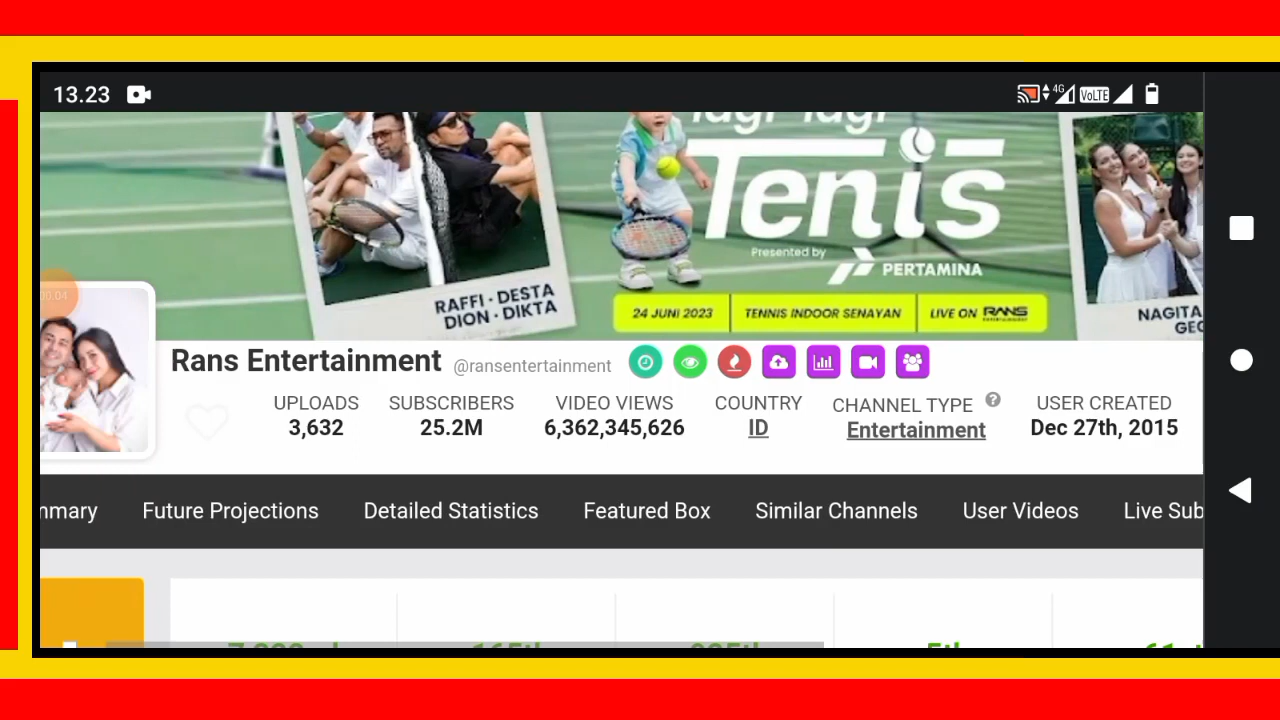 13.23
4G VoLTE
Tenis
Presented by
PERTAMINA
RAFFI · DESTA
DION · DIKTA
24 JUNI 2023 TENNIS INDOOR SENAYAN LIVE ON RANS
NAGITA
GEO
00.04
Rans Entertainment @ransentertainment
UPLOADS SUBSCRIBERS VIDEO VIEWS COUNTRY CHANNEL TYPE ? USER CREATED
3,632 25.2M 6,362,345,626 ID Entertainment Dec 27th, 2015
mmary Future Projections Detailed Statistics Featured Box Similar Channels User Videos Live Sub